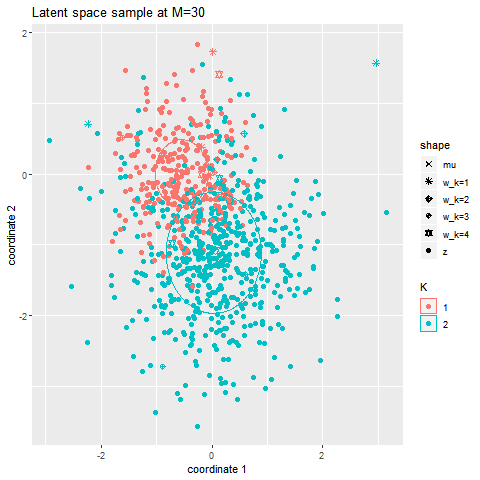 Latent space sample at M=30
2
0
-2
-2
0
2
coordinate 1
coordinate 2
shape
mu
w_k=1
w_k=2
w_k=3
w_k=4
z
K
1
2